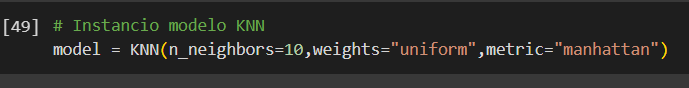 [49] # Instancio modelo KNN
model = KNN(n_neighbors=10,weights="uniform",metric="manhattan")